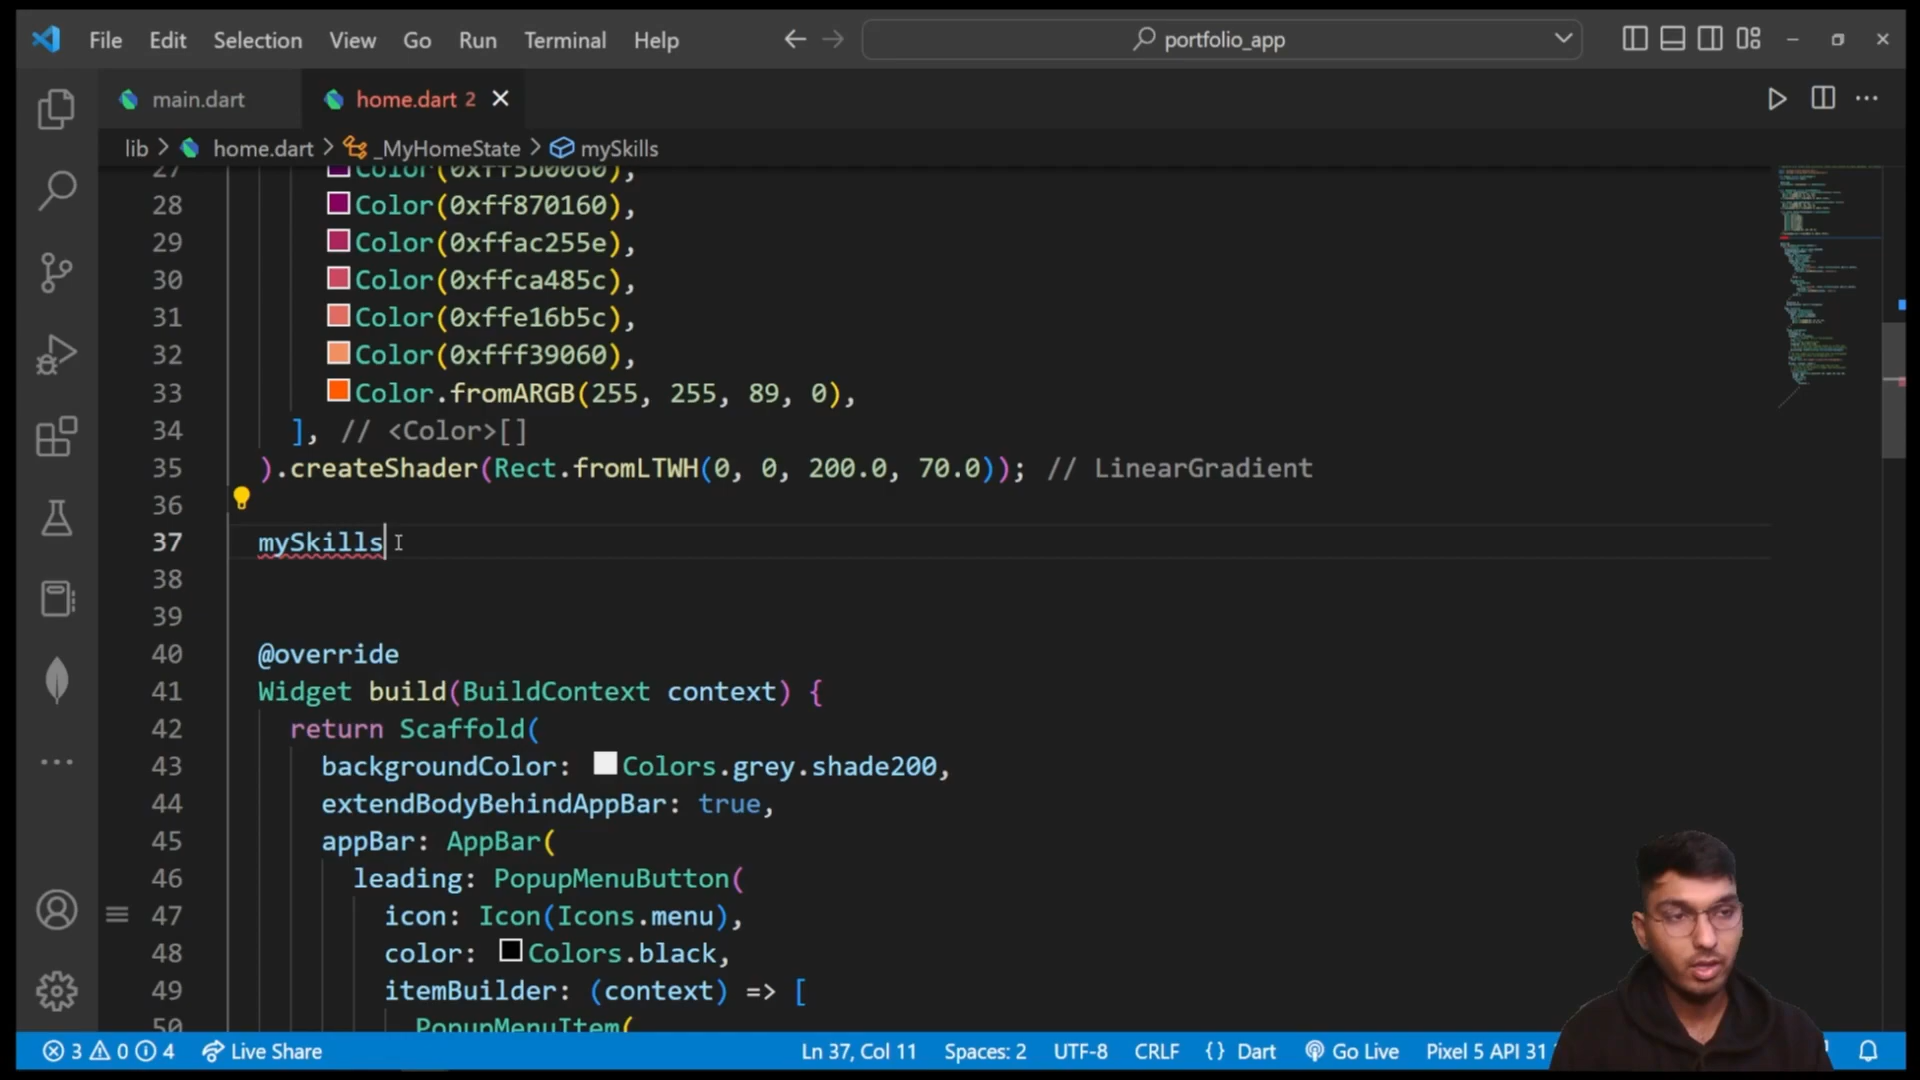 File Edit Selection View Go Run Terminal Help portfolio_app
main.dart home.dart 2
lib > home.dart > _MyHomeState > mySkills
27 Color(0xff5b0060),
28 Color(0xff870160),
29 Color(0xffac255e),
30 Color(0xffca485c),
31 Color(0xffe16b5c),
32 Color(0xfff39060),
33 Color.fromARGB(255, 255, 89, 0),
34 ], // <Color>[]
35 ).createShader(Rect.fromLTWH(0, 0, 200.0, 70.0)); // LinearGradient
36
37 mySkills
38
39
40 @override
41 Widget build(BuildContext context) {
42 return Scaffold(
43 backgroundColor: Colors.grey.shade200,
44 extendBodyBehindAppBar: true,
45 appBar: AppBar(
46 leading: PopupMenuButton(
47 icon: Icon(Icons.menu),
48 color: Colors.black,
49 itemBuilder: (context) => [
50 PopupMenuItem(
3 0 4 Live Share Ln 37, Col 11 Spaces: 2 UTF-8 CRLF {} Dart Go Live Pixel 5 API 31